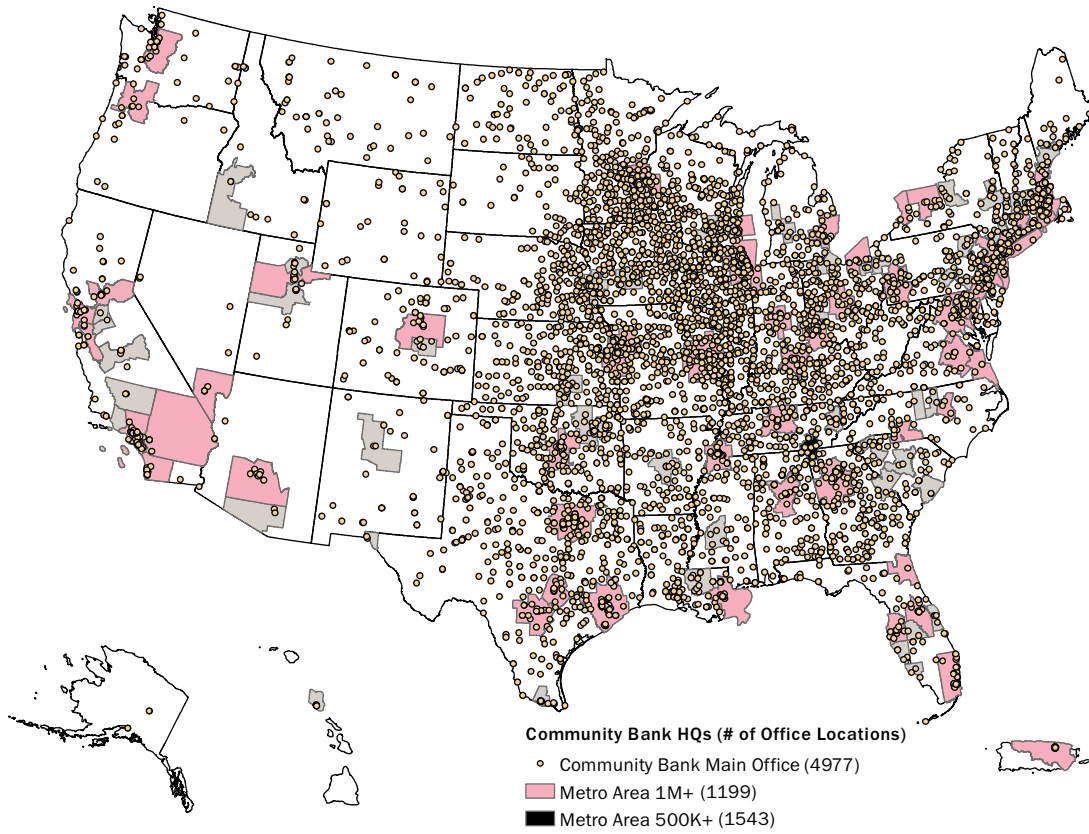 Community Bank HQs (# of Office Locations)
Community Bank Main Office (4977)
Metro Area 1M+ (1199)
Metro Area 500K+ (1543)